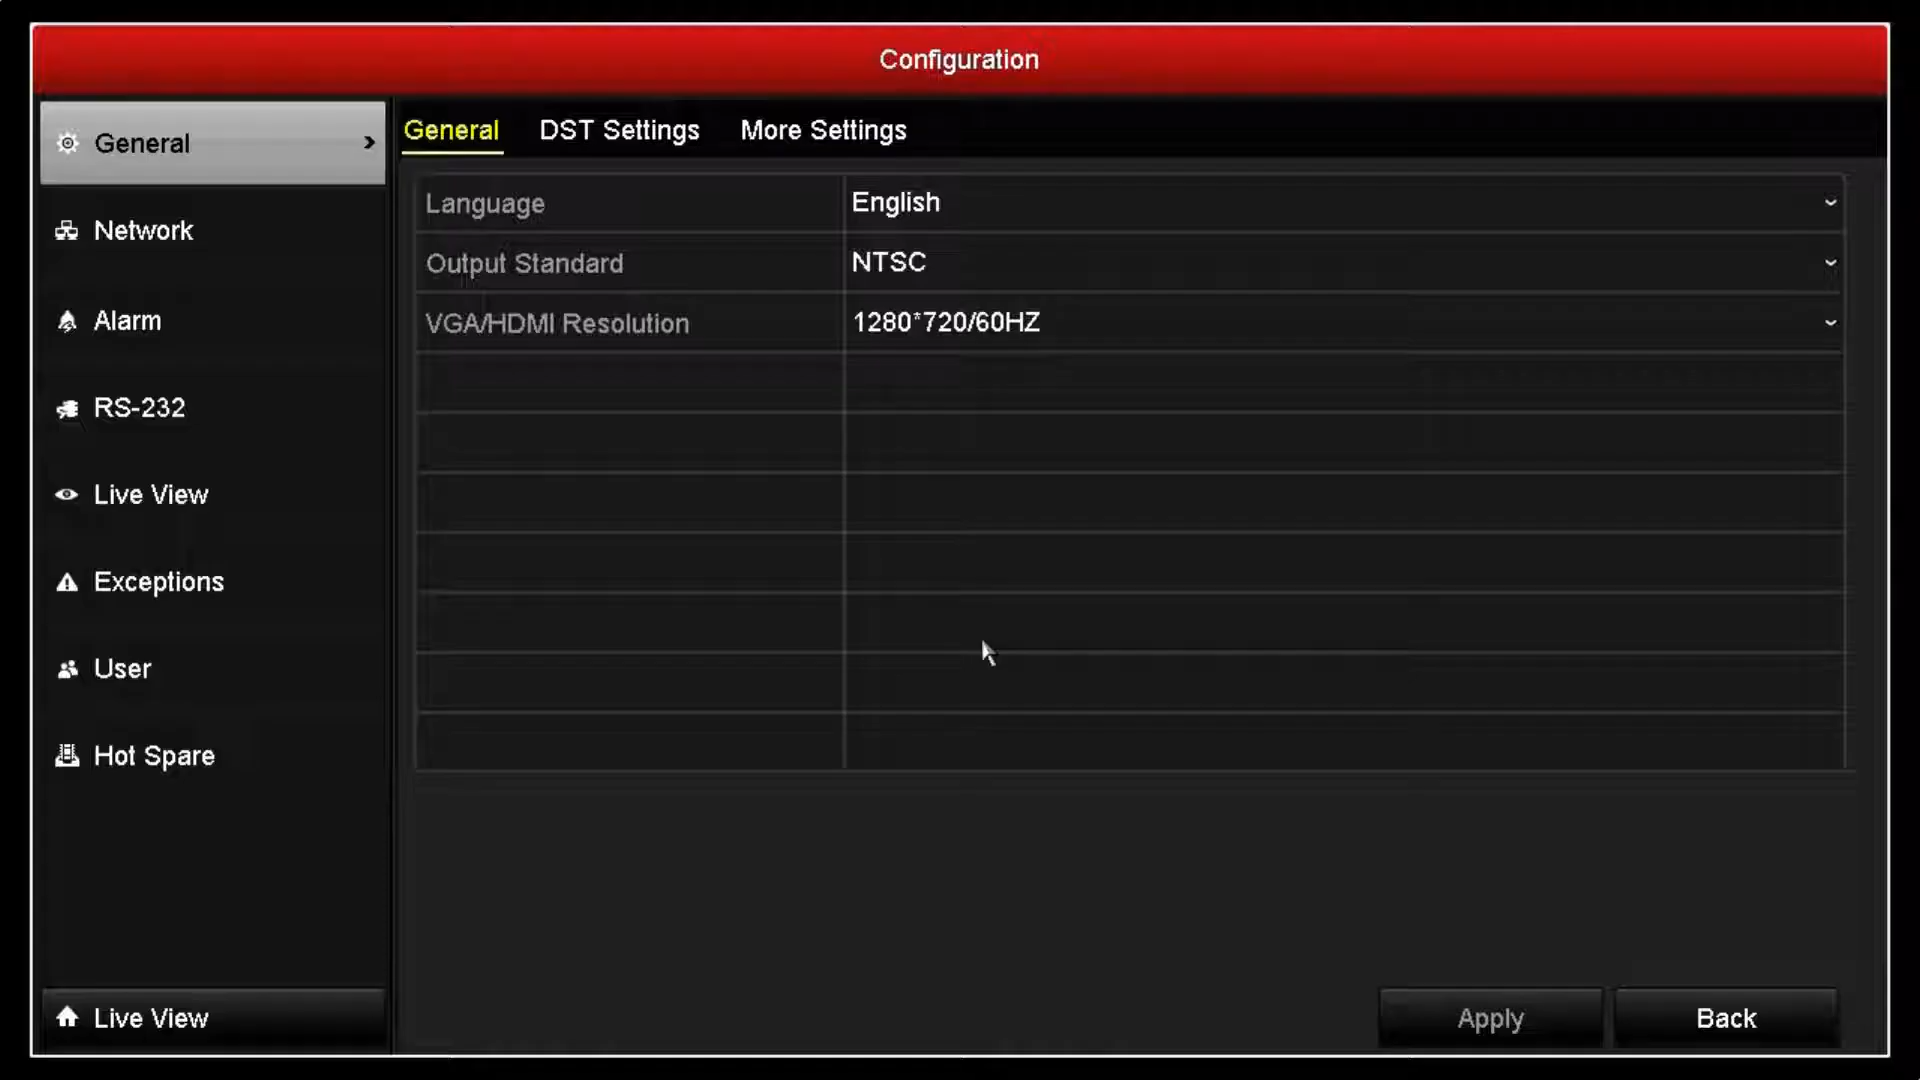 Configuration
General
Network
Alarm
RS-232
Live View
Exceptions
User
Hot Spare
Live View
General DST Settings More Settings
Language English
Output Standard NTSC
VGA/HDMI Resolution 1280*720/60HZ
Apply Back